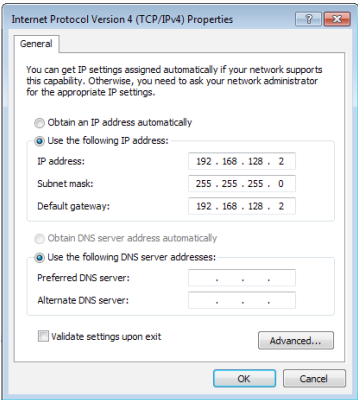 Internet Protocol Version 4 (TCP/IPv4) Properties
General
You can get IP settings assigned automatically if your network supports
this capability. Otherwise, you need to ask your network administrator
for the appropriate IP settings.
Obtain an IP address automatically
Use the following IP address:
IP address: 192 . 168 . 128 . 2
Subnet mask: 255 . 255 . 255 . 0
Default gateway: 192 . 168 . 128 . 2
Obtain DNS server address automatically
Use the following DNS server addresses:
Preferred DNS server: . . .
Alternate DNS server: . . .
Validate settings upon exit
Advanced...
OK Cancel